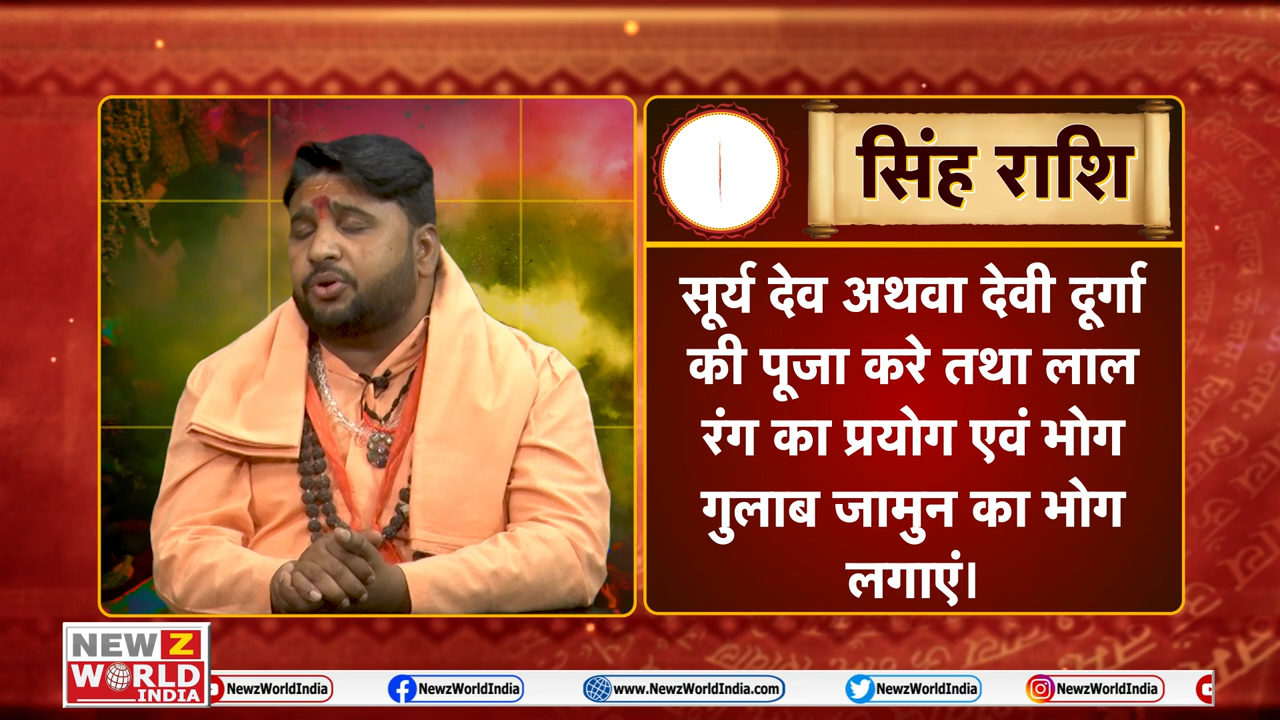 सिंह राशि
सूर्य देव अथवा देवी दूर्गा
की पूजा करे तथा लाल
रंग का प्रयोग एवं भोग
गुलाब जामुन का भोग
लगाएं।
NEWZ
WORLD
INDIA
NewzWorldIndia
NewzWorldIndia
www.NewzWorldIndia.com
NewzWorldIndia
NewzWorldIndia